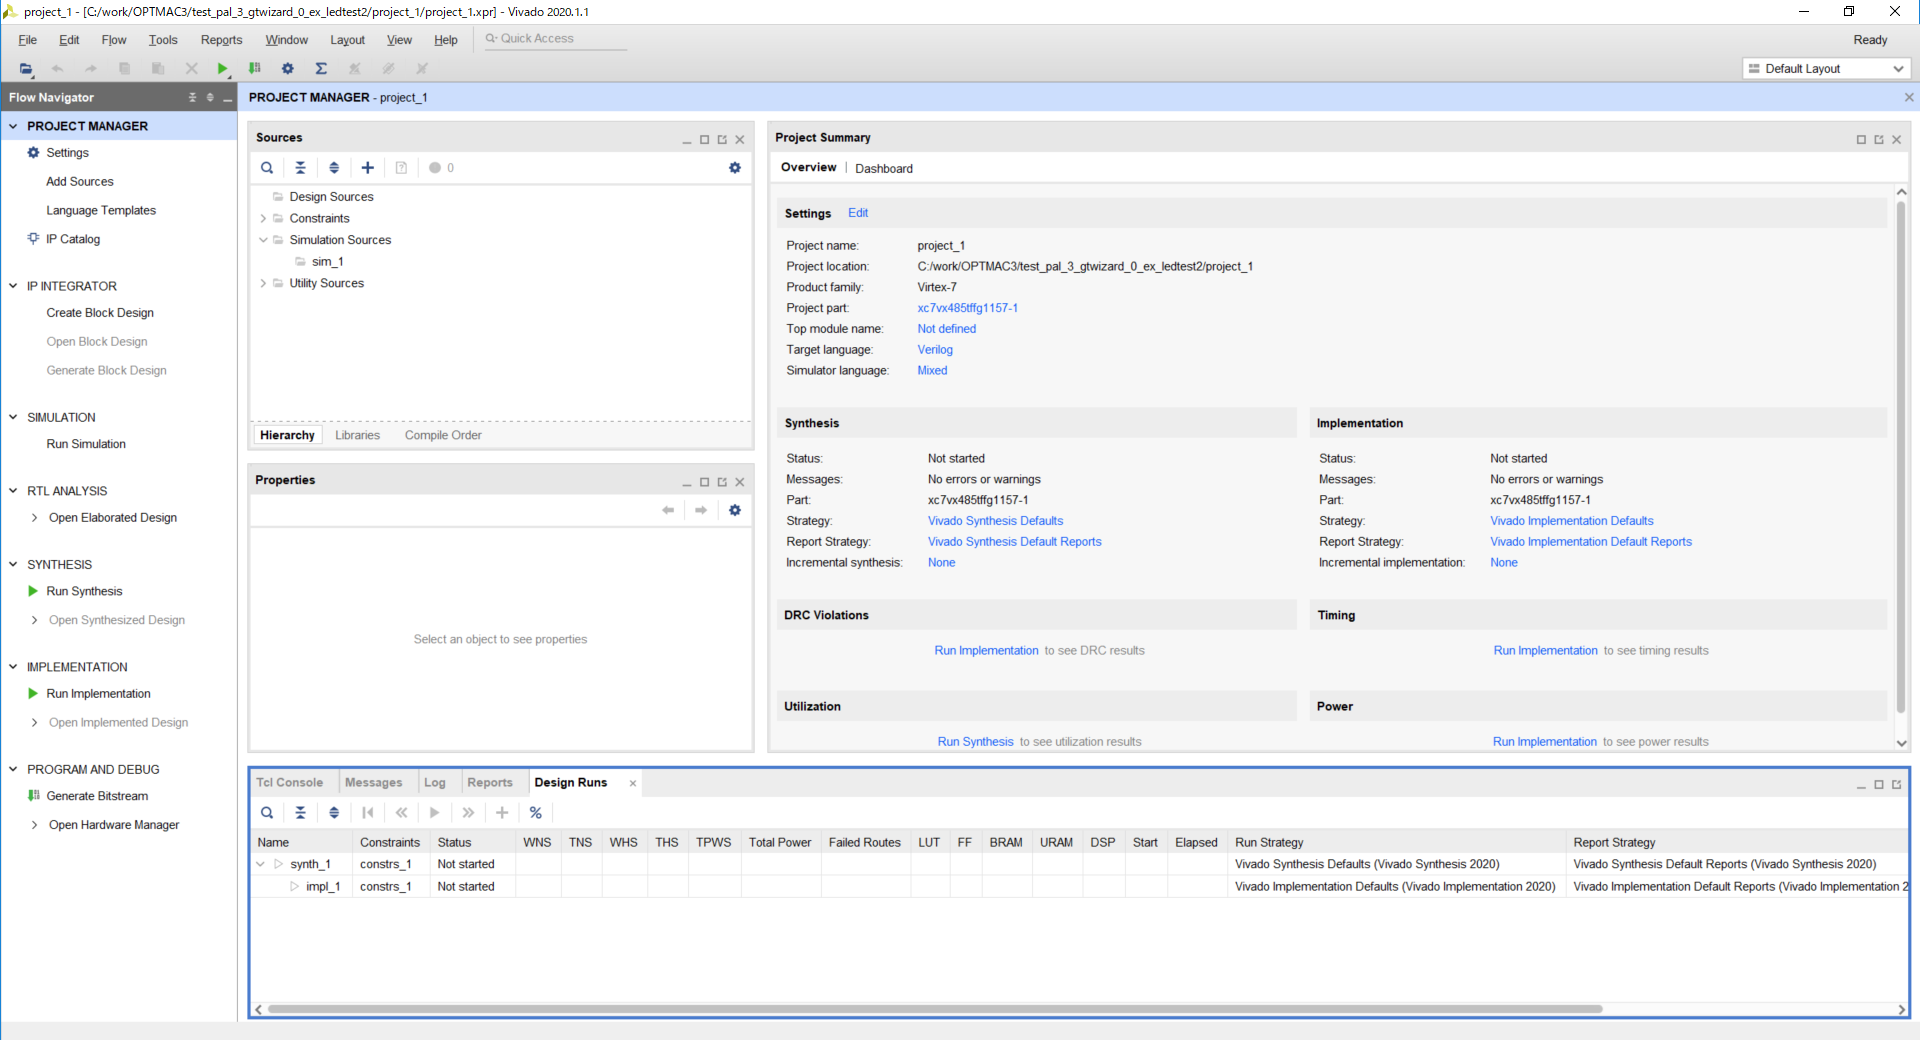 project_1 - [C:/work/OPTMAC3/test_pal_3_gtwizard_0_ex_ledtest2/project_1/project_1.xpr] - Vivado 2020.1.1
File Edit Flow Tools Reports Window Layout View Help Quick Access Ready
Default Layout
Flow Navigator
PROJECT MANAGER
Settings
Add Sources
Language Templates
IP Catalog
IP INTEGRATOR
Create Block Design
Open Block Design
Generate Block Design
SIMULATION
Run Simulation
RTL ANALYSIS
Open Elaborated Design
SYNTHESIS
Run Synthesis
Open Synthesized Design
IMPLEMENTATION
Run Implementation
Open Implemented Design
PROGRAM AND DEBUG
Generate Bitstream
Open Hardware Manager
PROJECT MANAGER - project_1
Sources
0
Design Sources
Constraints
Simulation Sources
sim_1
Utility Sources
Hierarchy Libraries Compile Order
Properties
Select an object to see properties
Project Summary
Overview | Dashboard
Settings Edit
Project name: project_1
Project location: C:/work/OPTMAC3/test_pal_3_gtwizard_0_ex_ledtest2/project_1
Product family: Virtex-7
Project part: xc7vx485tffg1157-1
Top module name: Not defined
Target language: Verilog
Simulator language: Mixed
Synthesis
Status: Not started
Messages: No errors or warnings
Part: xc7vx485tffg1157-1
Strategy: Vivado Synthesis Defaults
Report Strategy: Vivado Synthesis Default Reports
Incremental synthesis: None
Implementation
Status: Not started
Messages: No errors or warnings
Part: xc7vx485tffg1157-1
Strategy: Vivado Implementation Defaults
Report Strategy: Vivado Implementation Default Reports
Incremental implementation: None
DRC Violations
Run Implementation to see DRC results
Timing
Run Implementation to see timing results
Utilization
Run Synthesis to see utilization results
Power
Run Implementation to see power results
Tcl Console Messages Log Reports Design Runs
%
Name Constraints Status WNS TNS WHS THS TPWS Total Power Failed Routes LUT FF BRAM URAM DSP Start Elapsed Run Strategy Report Strategy
synth_1 constrs_1 Not started Vivado Synthesis Defaults (Vivado Synthesis 2020) Vivado Synthesis Default Reports (Vivado Synthesis 2020)
impl_1 constrs_1 Not started Vivado Implementation Defaults (Vivado Implementation 2020) Vivado Implementation Default Reports (Vivado Implementation 2